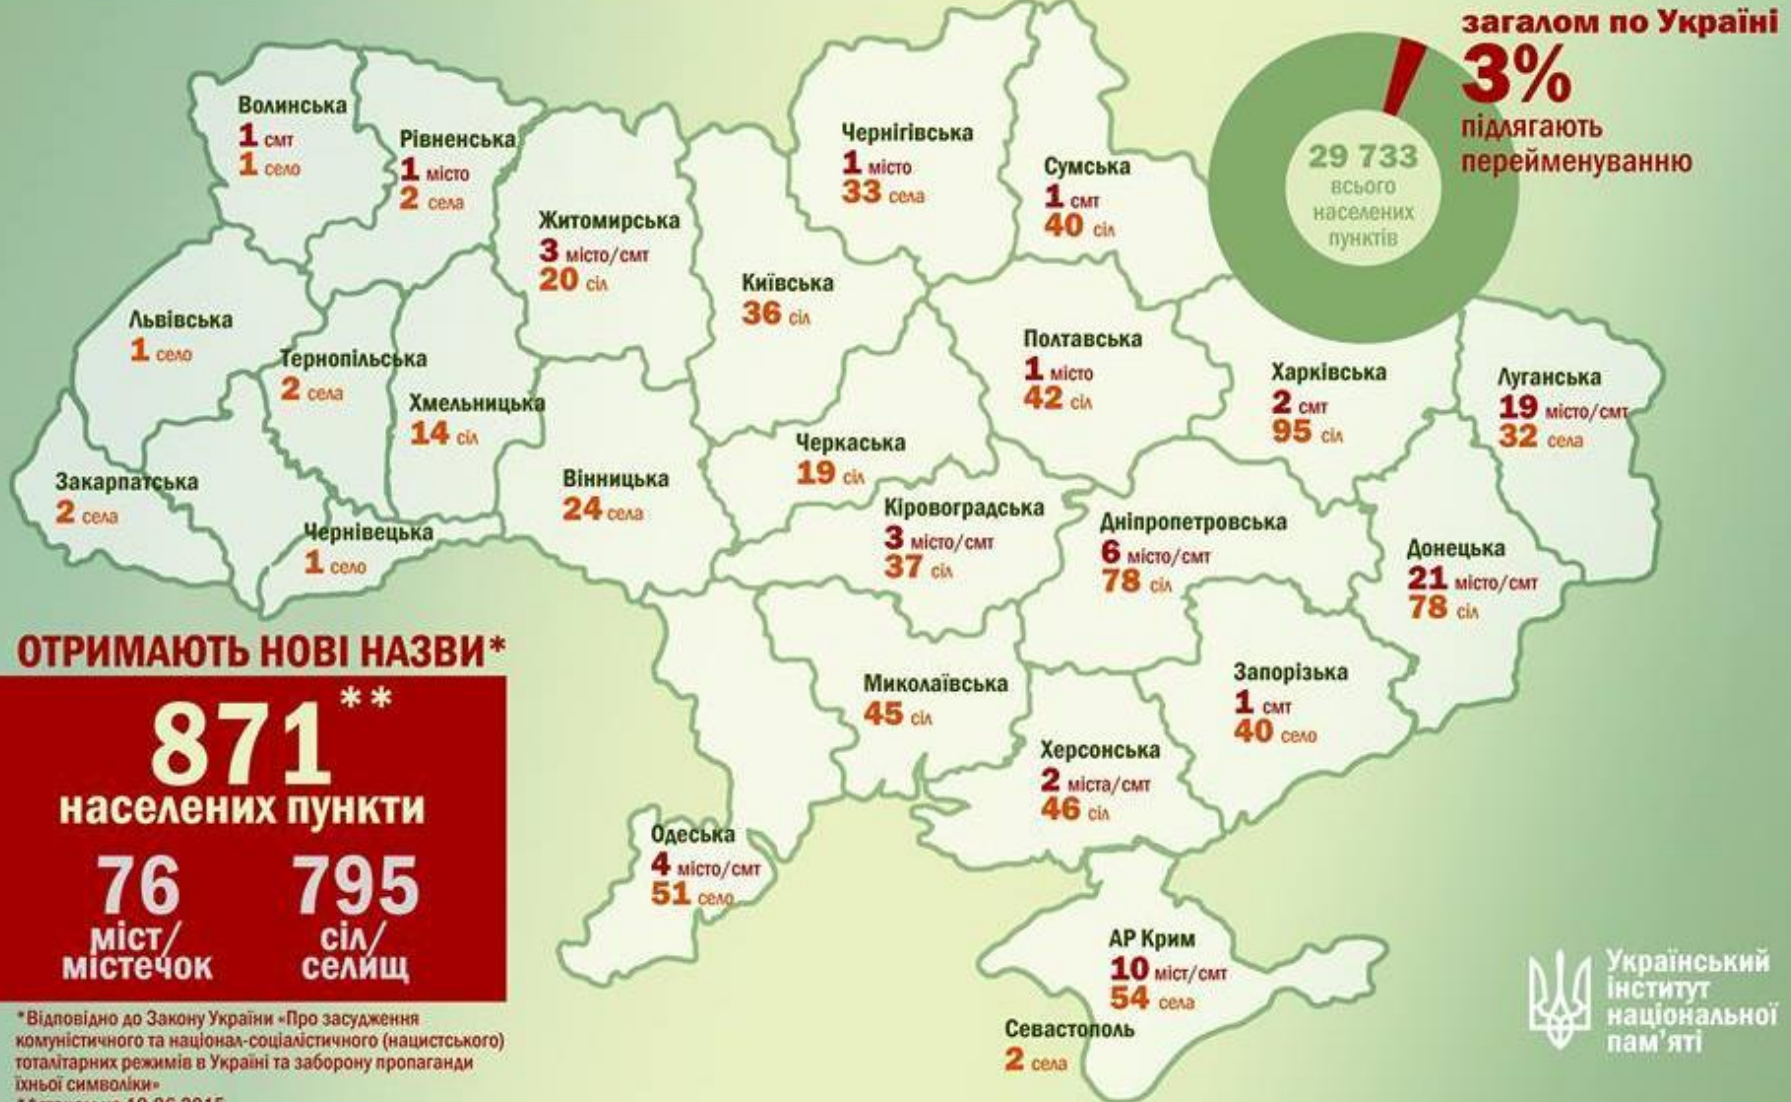 загалом по Україні
3%
підлягають
перейменуванню
29 733
всього
населених
пунктів
Волинська
1 смт
1 село
Рівненська
1 місто
2 села
Житомирська
3 місто/смт
20 сіл
Київська
36 сіл
Чернігівська
1 місто
33 села
Сумська
1 смт
40 сіл
Львівська
1 село
Тернопільська
2 села
Хмельницька
14 сіл
Полтавська
1 місто
42 сіл
Харківська
2 смт
95 сіл
Луганська
19 місто/смт
32 села
Закарпатська
2 села
Чернівецька
1 село
Вінницька
24 села
Черкаська
19 сіл
Кіровоградська
3 місто/смт
37 сіл
Дніпропетровська
6 місто/смт
78 сіл
Донецька
21 місто/смт
78 сіл
Миколаївська
45 сіл
Запорізька
1 смт
40 село
Херсонська
2 міста/смт
46 сіл
Одеська
4 місто/смт
51 село
АР Крим
10 міст/смт
54 села
Севастополь
2 села
ОТРИМАЮТЬ НОВІ НАЗВИ*
871**
населених пункти
76
міст/
містечок
795
сіл/
селищ
*Відповідно до Закону України «Про засудження
комуністичного та націонал-соціалістичного (нацистського)
тоталітарних режимів в Україні та заборону пропаганди
їхньої символіки»
Український
інститут
національної
пам'яті